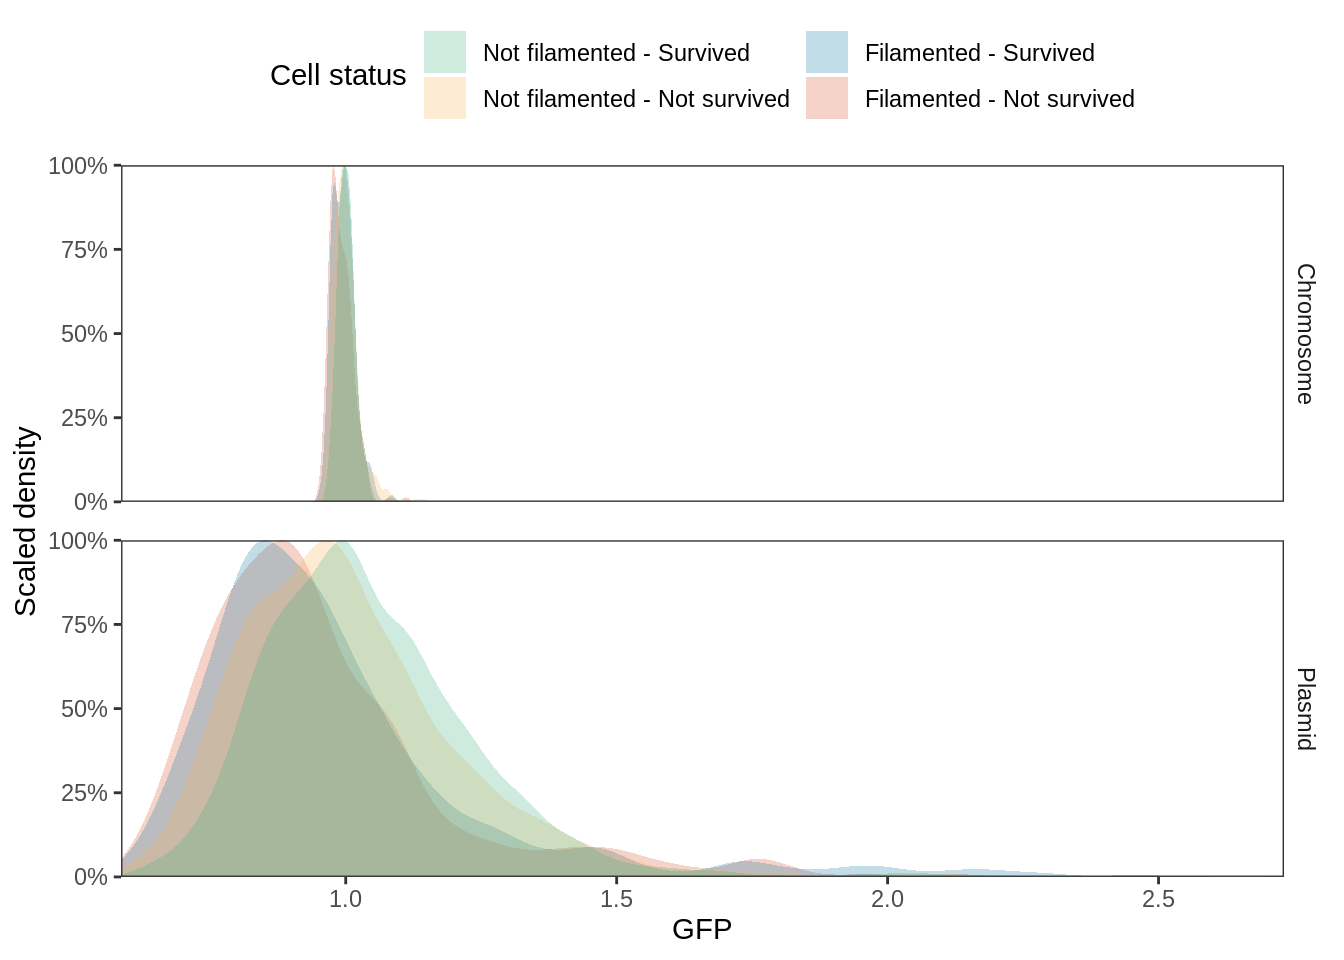 Cell status
Not filamented - Survived
Filamented - Survived
Not filamented - Not survived
Filamented - Not survived
100%
75%
50%
25%
0%
Chromosome
Scaled density
100%
75%
50%
25%
0%
Plasmid
1.0
1.5
2.0
2.5
GFP